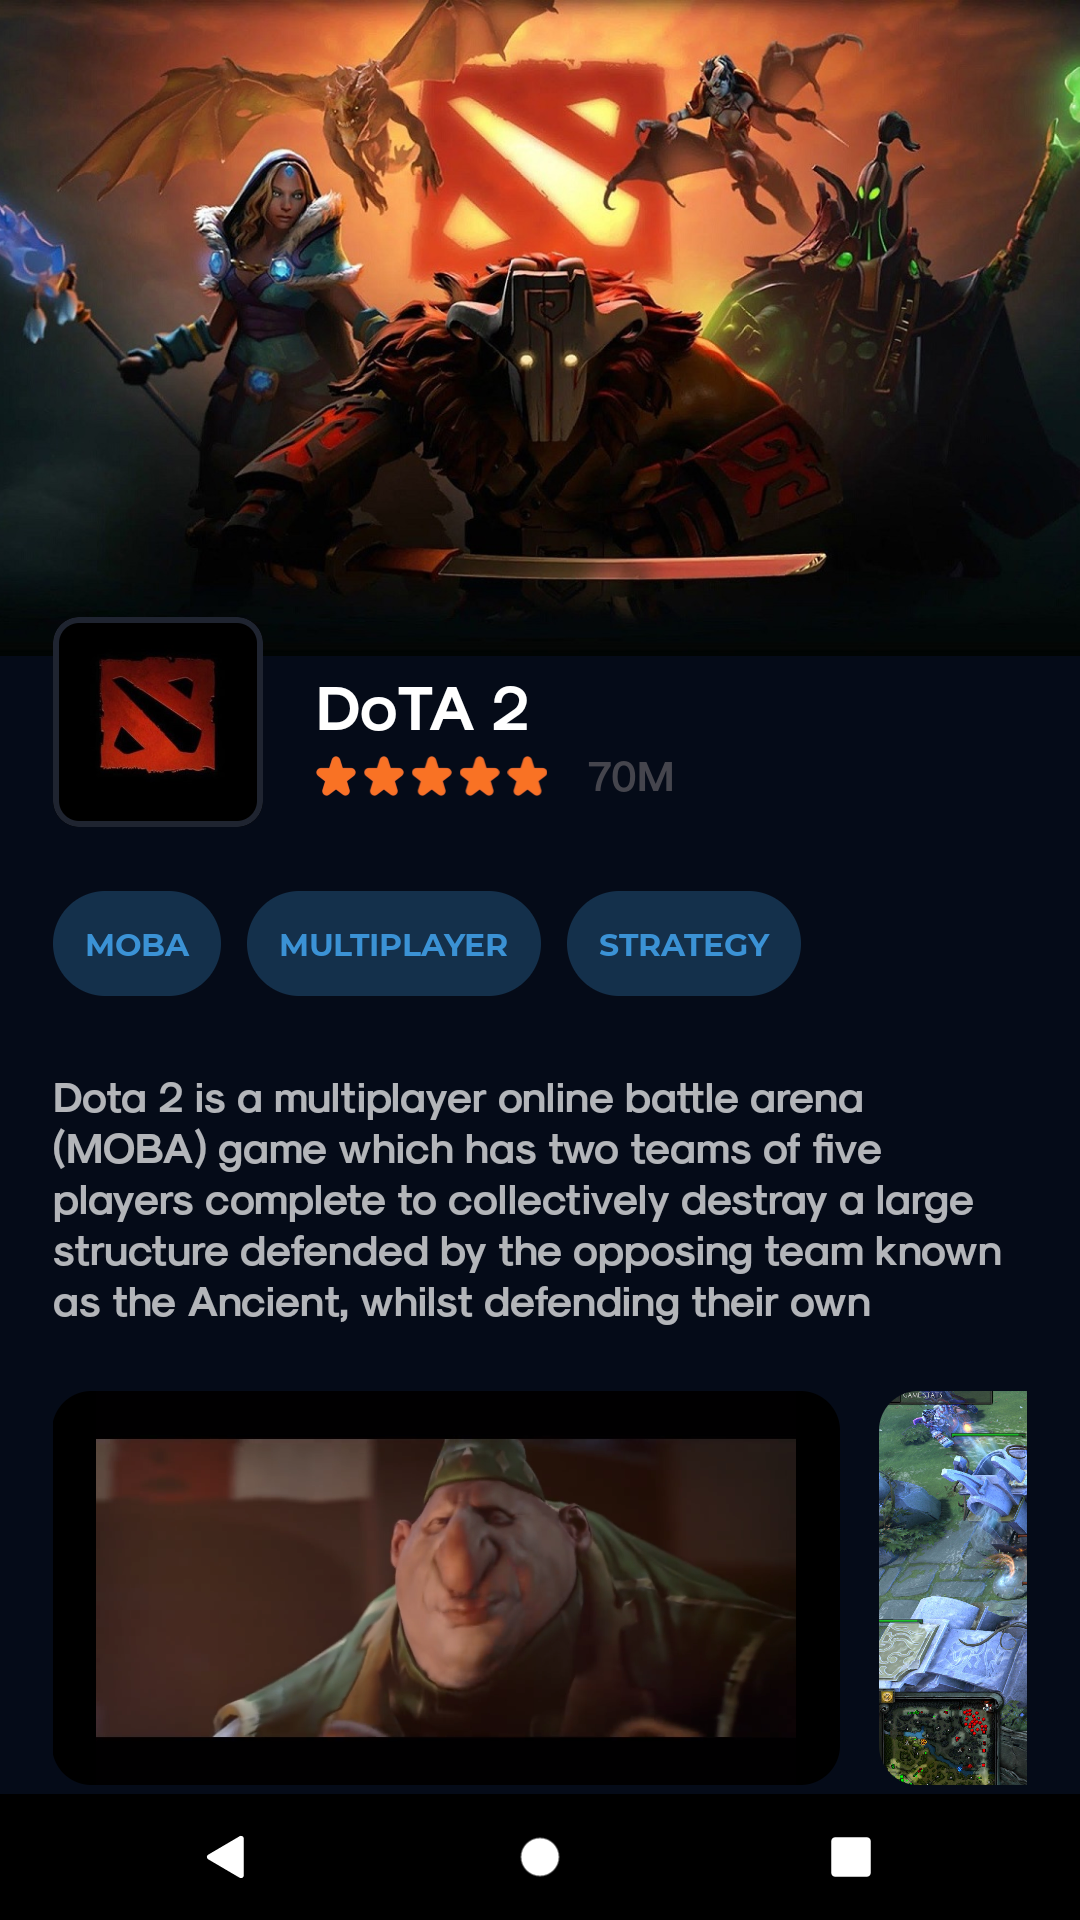 DoTA 2
70M
MOBA
MULTIPLAYER
STRATEGY
Dota 2 is a multiplayer online battle arena
(MOBA) game which has two teams of five
players complete to collectively destray a large
structure defended by the opposing team known
as the Ancient, whilst defending their own